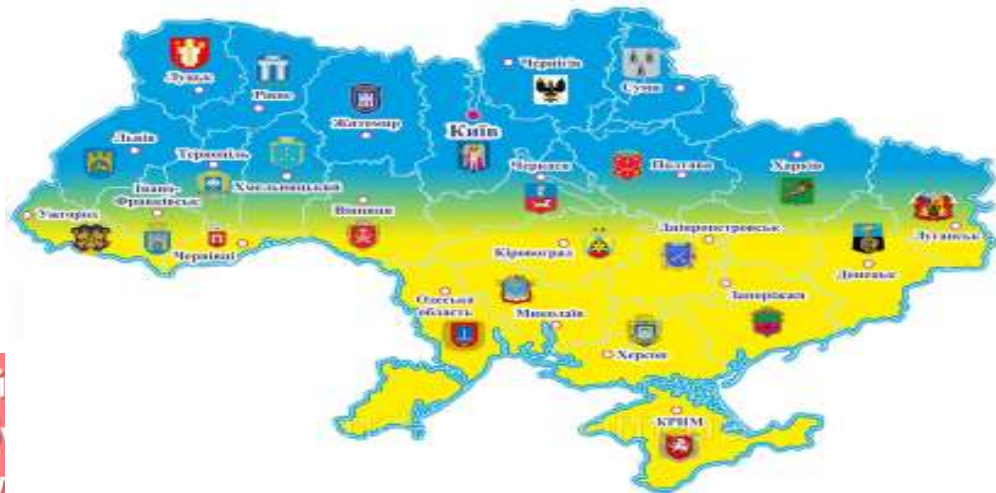 Луцьк
Рівне
Житомир
Київ
Чернігів
Суми
Львів
Тернопіль
Хмельницький
Черкаси
Полтава
Харків
Ужгород
Івано-
Франківськ
Чернівці
Вінниця
Кіровоград
Дніпропетровськ
Донецьк
Луганськ
Одеська
область
Миколаїв
Запоріжжя
Херсон
КРИМ